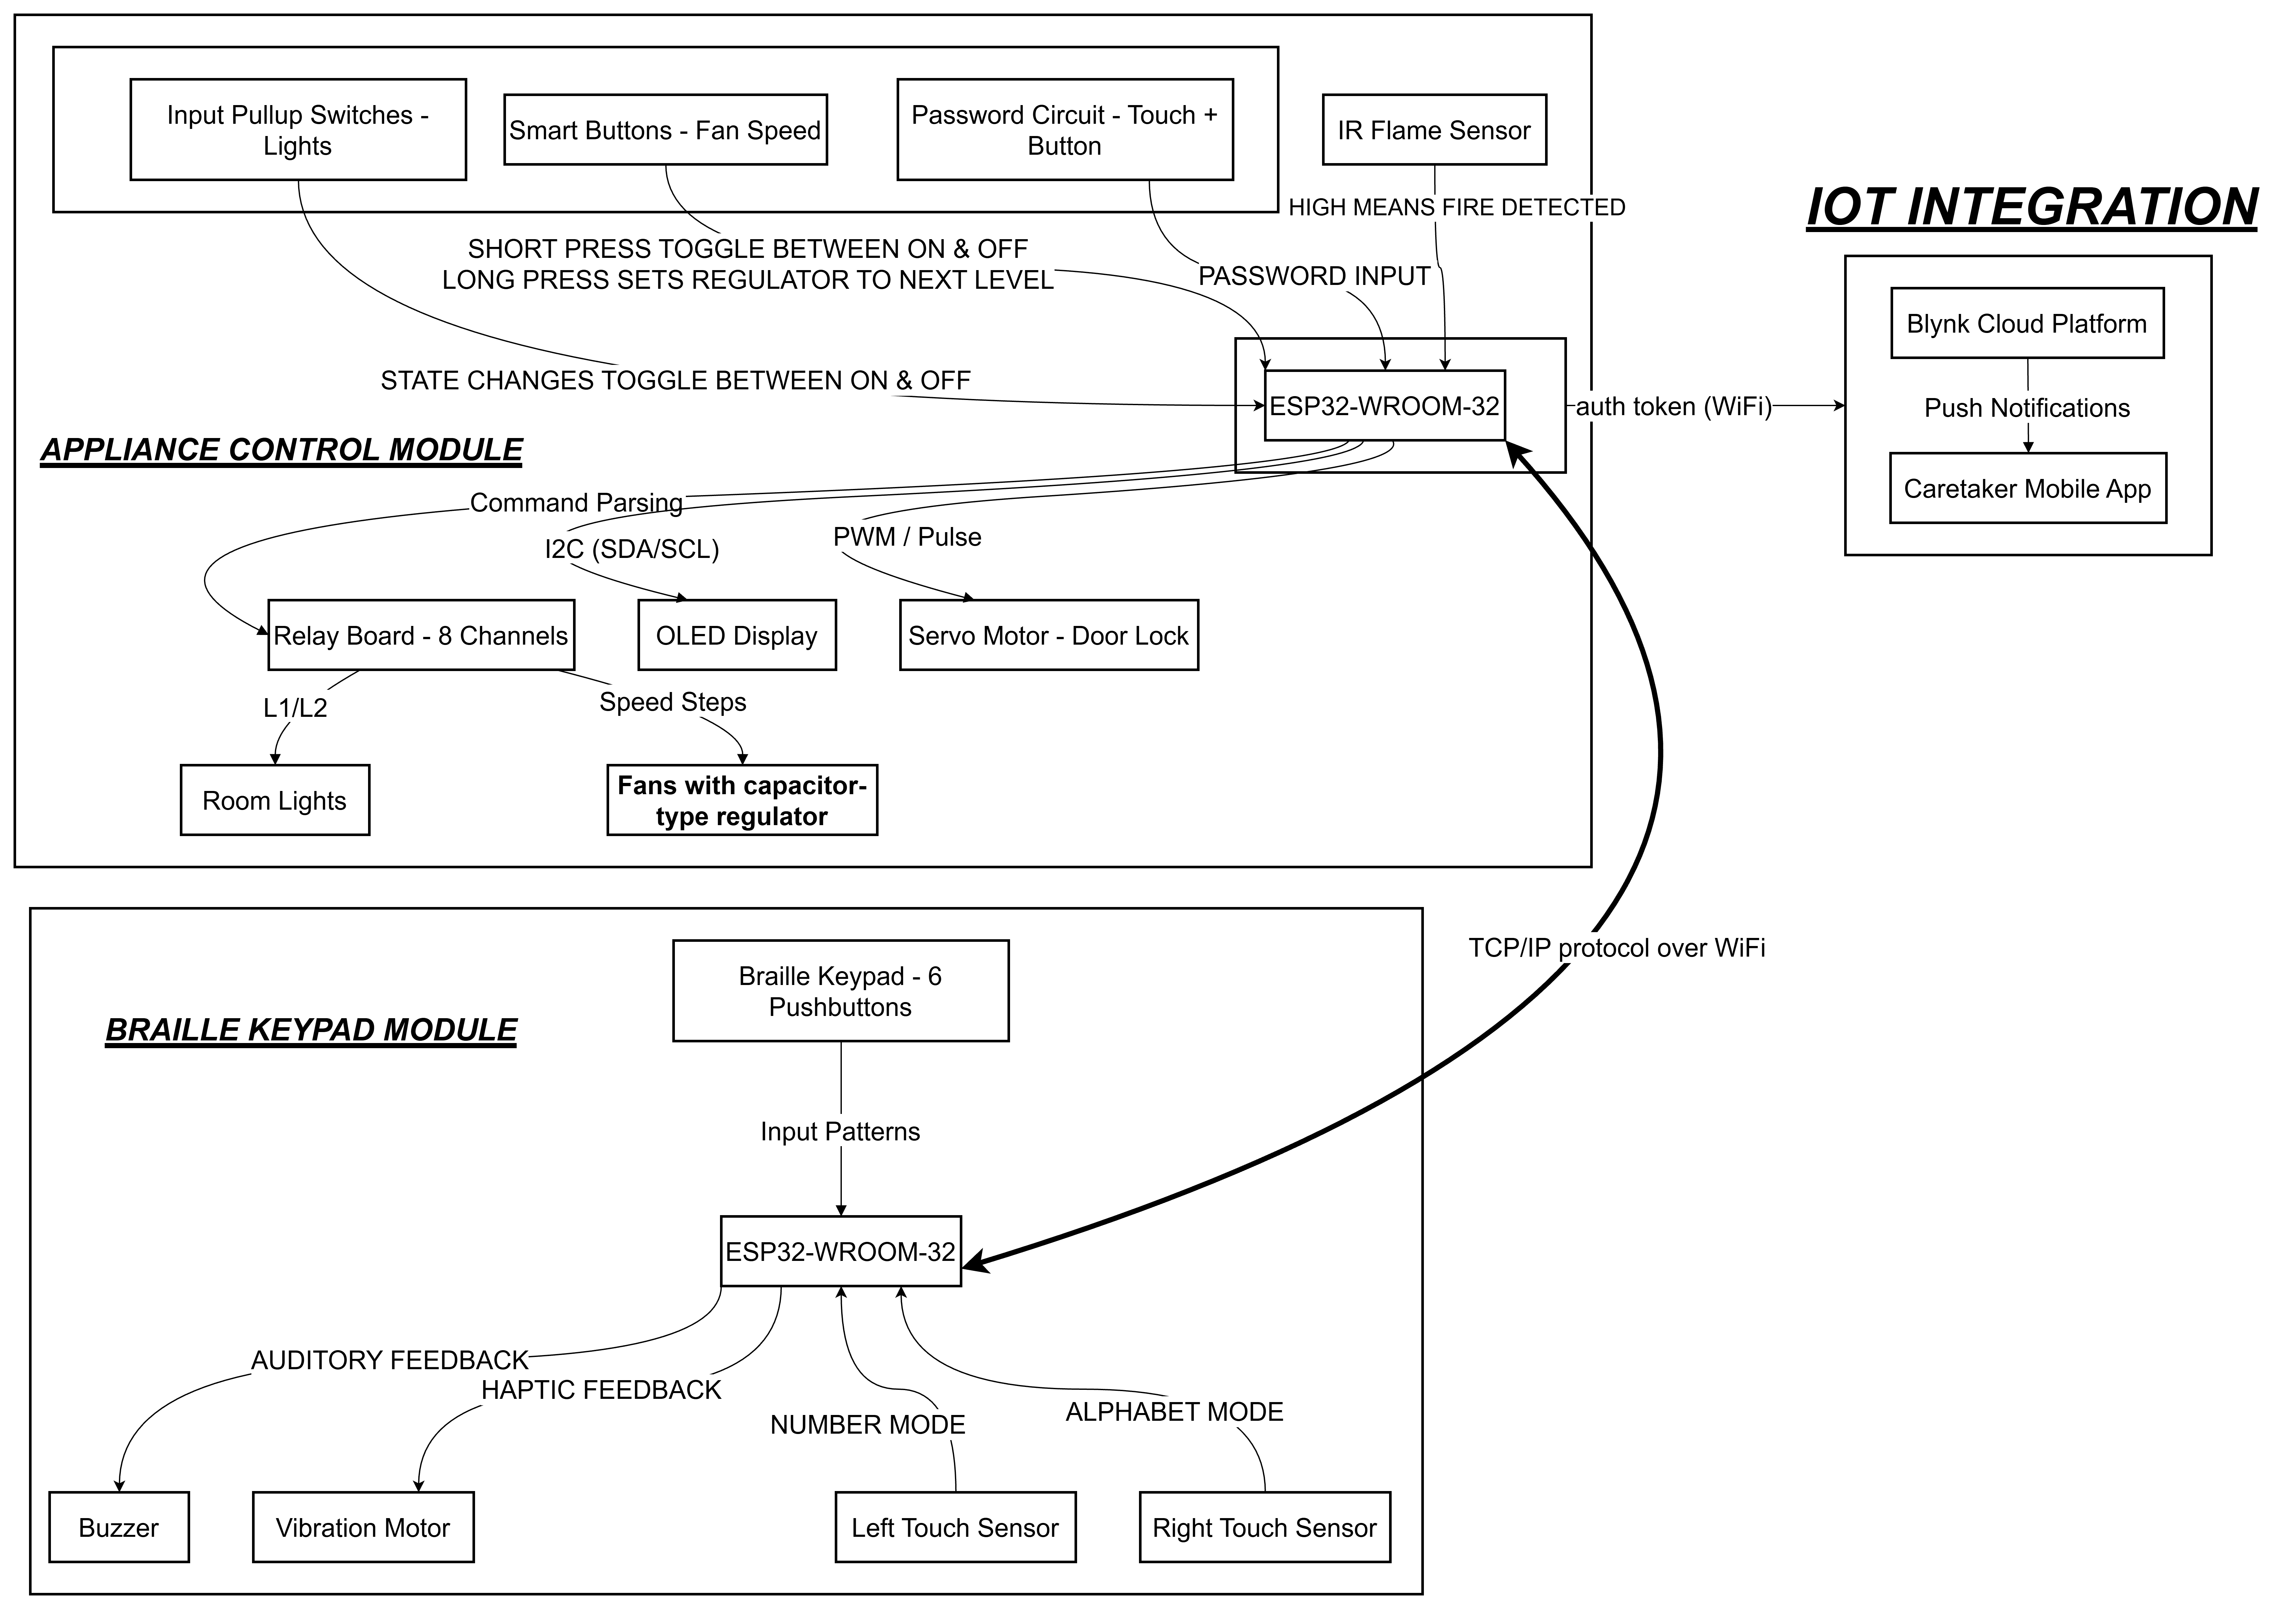 Input Pullup Switches -
Lights
Smart Buttons - Fan Speed
Password Circuit - Touch +
Button
IR Flame Sensor
HIGH MEANS FIRE DETECTED
IOT INTEGRATION
SHORT PRESS TOGGLE BETWEEN ON & OFF
LONG PRESS SETS REGULATOR TO NEXT LEVEL
PASSWORD INPUT
Blynk Cloud Platform
STATE CHANGES TOGGLE BETWEEN ON & OFF
ESP32-WROOM-32
auth token (WiFi)
Push Notifications
APPLIANCE CONTROL MODULE
Caretaker Mobile App
Command Parsing
I2C (SDA/SCL)
PWM / Pulse
Relay Board - 8 Channels
OLED Display
Servo Motor - Door Lock
L1/L2
Speed Steps
Room Lights
Fans with capacitor-
type regulator
TCP/IP protocol over WiFi
Braille Keypad - 6
Pushbuttons
BRAILLE KEYPAD MODULE
Input Patterns
ESP32-WROOM-32
AUDITORY FEEDBACK
HAPTIC FEEDBACK
NUMBER MODE
ALPHABET MODE
Buzzer
Vibration Motor
Left Touch Sensor
Right Touch Sensor